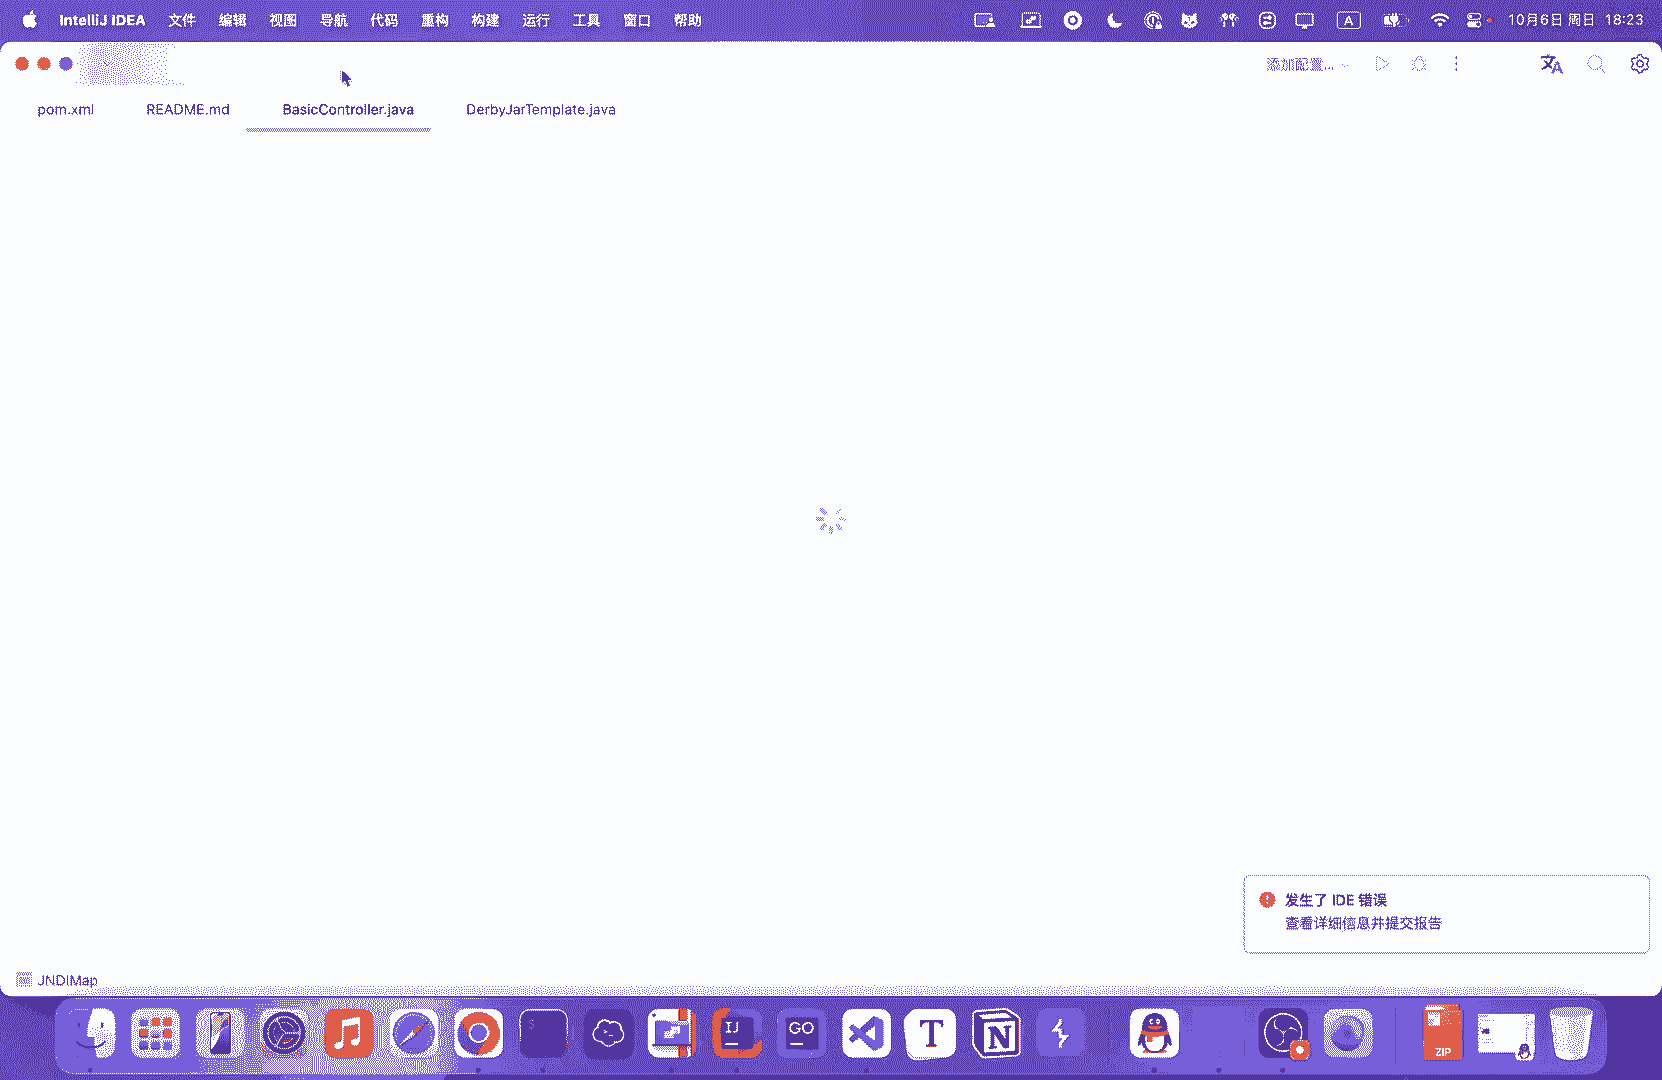 IntelliJ IDEA 文件 编辑 视图 导航 代码 重构 构建 运行 工具 窗口 帮助 A 10月6日 周日 18:23
添加配置...
pom.xml README.md BasicController.java DerbyJarTemplate.java
发生了 IDE 错误
查看详细信息并提交报告
JNDIMap
IJ GO T N ZIP